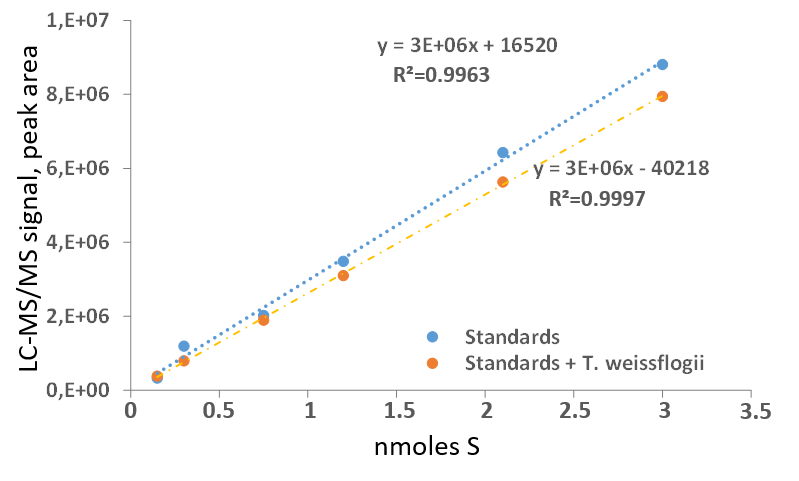 1,E+07
8,E+06
6,E+06
4,E+06
2,E+06
0,E+00
LC-MS/MS signal, peak area
y = 3E+06x + 16520
R²=0.9963
y = 3E+06x - 40218
R²=0.9997
Standards
Standards + T. weissflogii
0 0.5 1 1.5 2 2.5 3 3.5
nmoles S